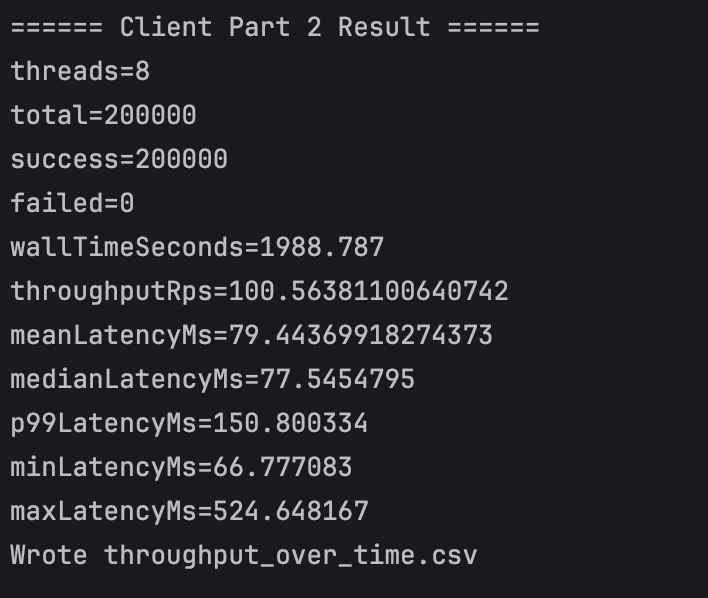 ====== Client Part 2 Result ======
threads=8
total=200000
success=200000
failed=0
wallTimeSeconds=1988.787
throughputRps=100.56381100640742
meanLatencyMs=79.44369918274373
medianLatencyMs=77.5454795
p99LatencyMs=150.800334
minLatencyMs=66.777083
maxLatencyMs=524.648167
Wrote throughput_over_time.csv